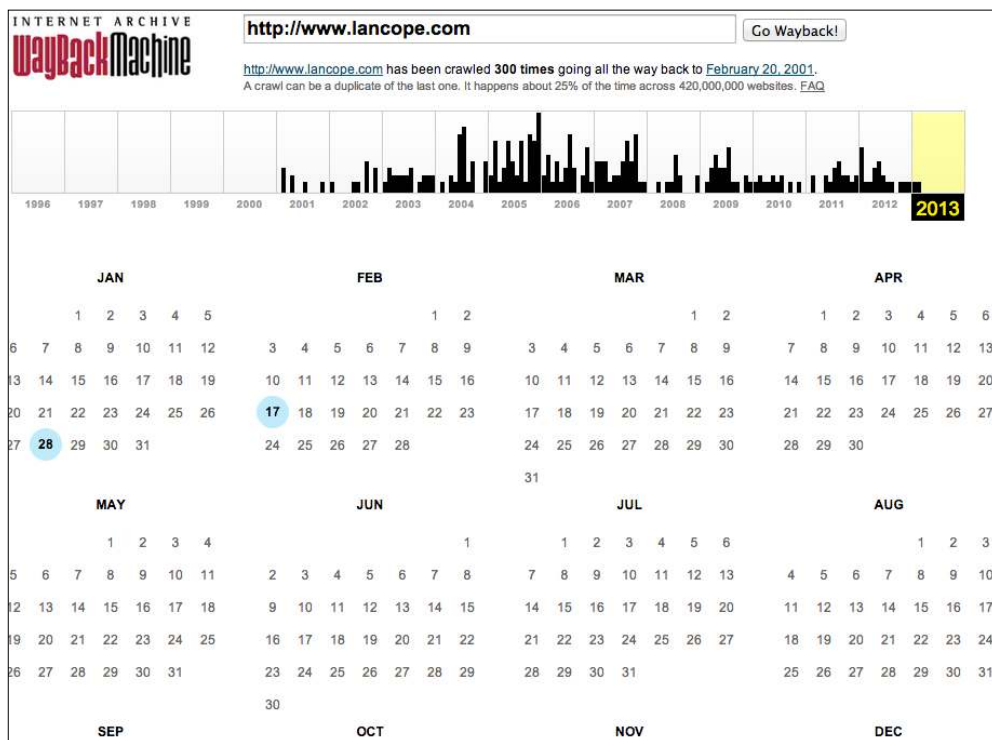 INTERNET ARCHIVE
WayBackMachine
http://www.lancope.com
Go Wayback!
http://www.lancope.com has been crawled 300 times going all the way back to February 20, 2001.
A crawl can be a duplicate of the last one. It happens about 25% of the time across 420,000,000 websites. FAQ
1996 1997 1998 1999 2000 2001 2002 2003 2004 2005 2006 2007 2008 2009 2010 2011 2012 2013
JAN FEB MAR APR
1 2 3 4 5 1 2 1 2 1 2 3 4 5 6
6 7 8 9 10 11 12 3 4 5 6 7 8 9 3 4 5 6 7 8 9 7 8 9 10 11 12 13
13 14 15 16 17 18 19 10 11 12 13 14 15 16 10 11 12 13 14 15 16 14 15 16 17 18 19 20
20 21 22 23 24 25 26 17 18 19 20 21 22 23 17 18 19 20 21 22 23 21 22 23 24 25 26 27
27 28 29 30 31 24 25 26 27 28 24 25 26 27 28 29 30 28 29 30
31
MAY JUN JUL AUG
1 2 3 4 1 1 2 3 4 5 6 1 2 3
5 6 7 8 9 10 11 2 3 4 5 6 7 8 7 8 9 10 11 12 13 4 5 6 7 8 9 10
12 13 14 15 16 17 18 9 10 11 12 13 14 15 14 15 16 17 18 19 20 11 12 13 14 15 16 17
19 20 21 22 23 24 25 16 17 18 19 20 21 22 21 22 23 24 25 26 27 18 19 20 21 22 23 24
26 27 28 29 30 31 23 24 25 26 27 28 29 28 29 30 31 25 26 27 28 29 30 31
30
SEP OCT NOV DEC